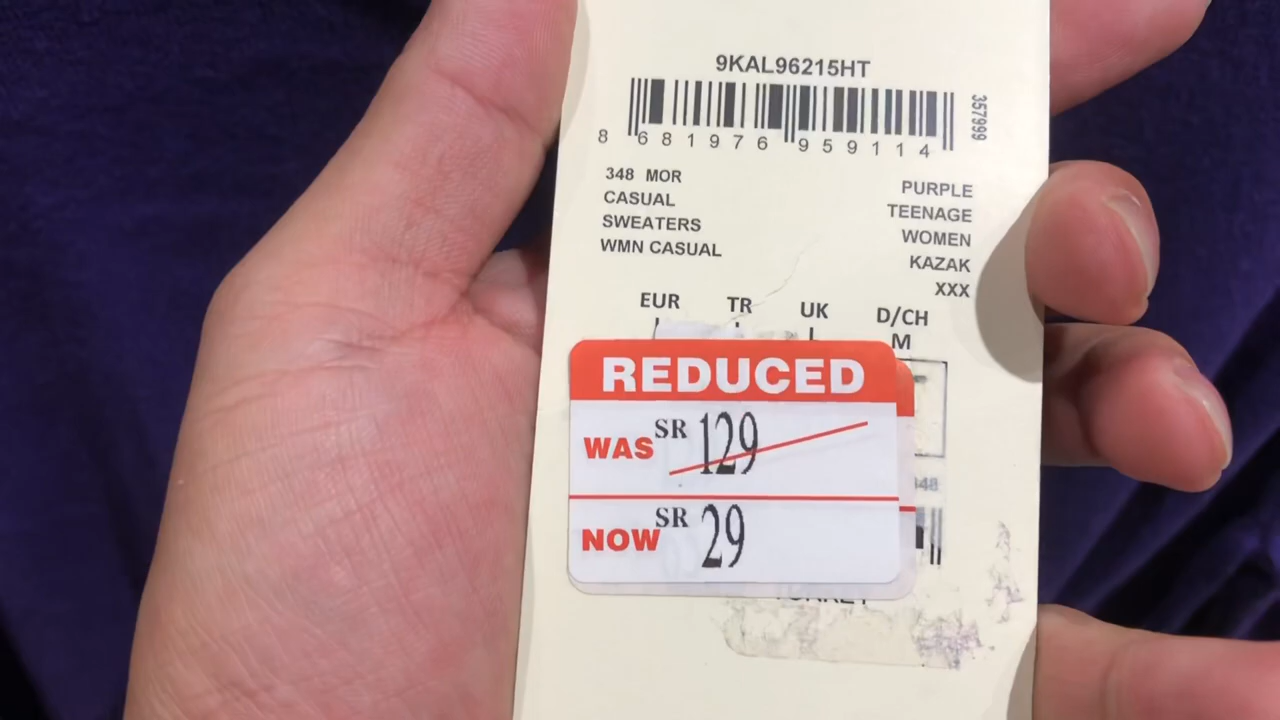 9KAL96215HT
357999
8 681976 959114
348 MOR
CASUAL
SWEATERS
WMN CASUAL
PURPLE
TEENAGE
WOMEN
KAZAK
XXX
EUR TR UK D/CH
M
REDUCED
WAS SR 129
NOW SR 29